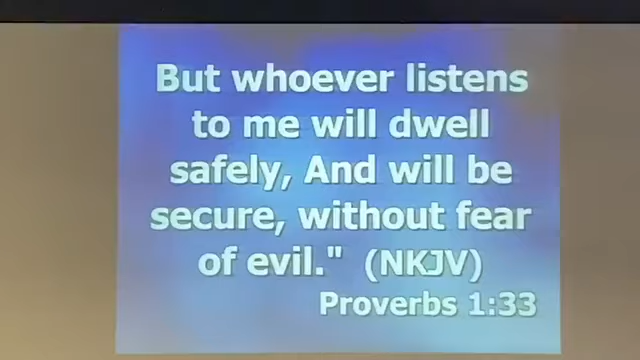 But whoever listens
to me will dwell
safely, And will be
secure, without fear
of evil." (NKJV)
Proverbs 1:33